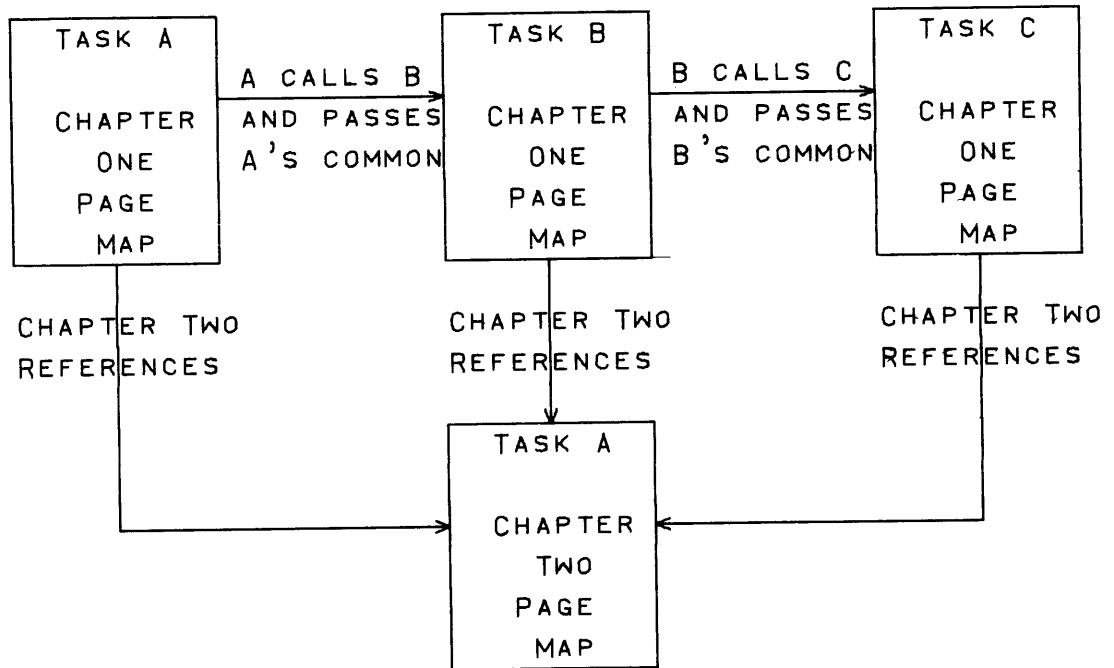 TASK A
CHAPTER
ONE
PAGE
MAP
A CALLS B
AND PASSES
A'S COMMON
TASK B
CHAPTER
ONE
PAGE
MAP
B CALLS C
AND PASSES
B'S COMMON
TASK C
CHAPTER
ONE
PAGE
MAP
CHAPTER TWO
REFERENCES
CHAPTER TWO
REFERENCES
CHAPTER TWO
REFERENCES
TASK A
CHAPTER
TWO
PAGE
MAP